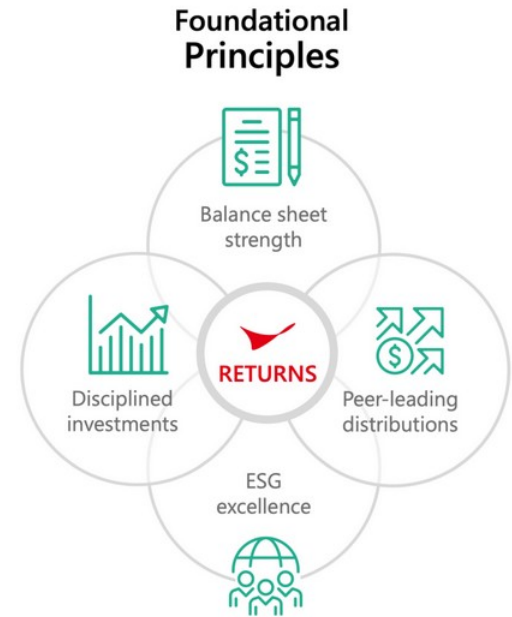 Foundational
Principles
$
Balance sheet
strength
Disciplined
investments
RETURNS
$
Peer-leading
distributions
ESG
excellence